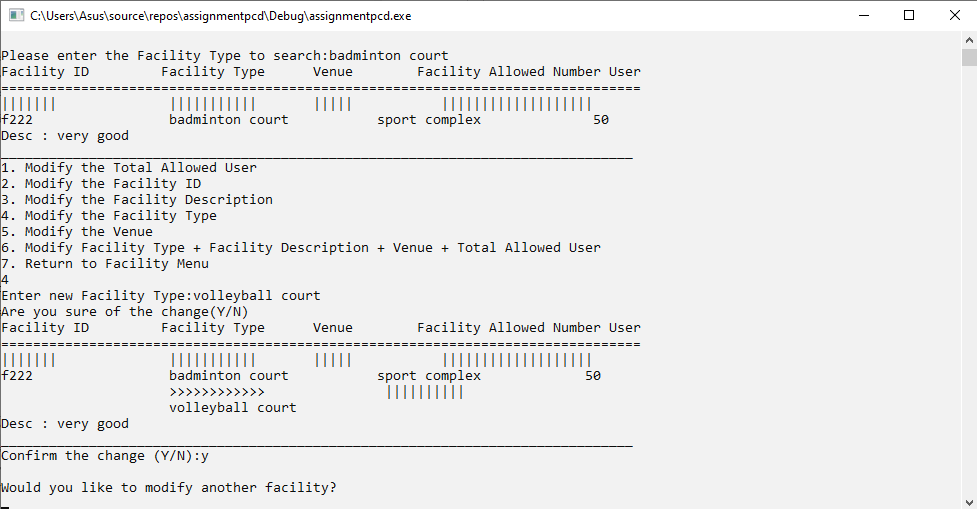 C:\Users\Asus\source\repos\assignmentpcd\Debug\assignmentpcd.exe
Please enter the Facility Type to search:badminton court
Facility ID         Facility Type      Venue        Facility Allowed Number User
================================================================================
|||||||              |||||||||||       |||||           |||||||||||||||||||
f222                 badminton court           sport complex              50
Desc : very good
_______________________________________________________________________________
1. Modify the Total Allowed User
2. Modify the Facility ID
3. Modify the Facility Description
4. Modify the Facility Type
5. Modify the Venue
6. Modify Facility Type + Facility Description + Venue + Total Allowed User
7. Return to Facility Menu
4
Enter new Facility Type:volleyball court
Are you sure of the change(Y/N)
Facility ID         Facility Type      Venue        Facility Allowed Number User
================================================================================
|||||||              |||||||||||       |||||           |||||||||||||||||||
f222                 badminton court           sport complex             50
                     >>>>>>>>>>>>               ||||||||||
                     volleyball court
Desc : very good
_______________________________________________________________________________
Confirm the change (Y/N):y
Would you like to modify another facility?